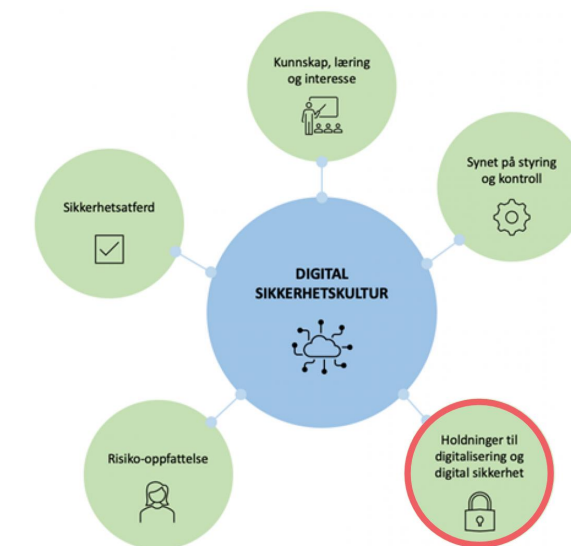 Kunnskap, læring
og interesse
Synet på styring
og kontroll
Sikkerhetsatferd
DIGITAL
SIKKERHETSKULTUR
Holdninger til
digitalisering og
digital sikkerhet
Risiko-oppfattelse